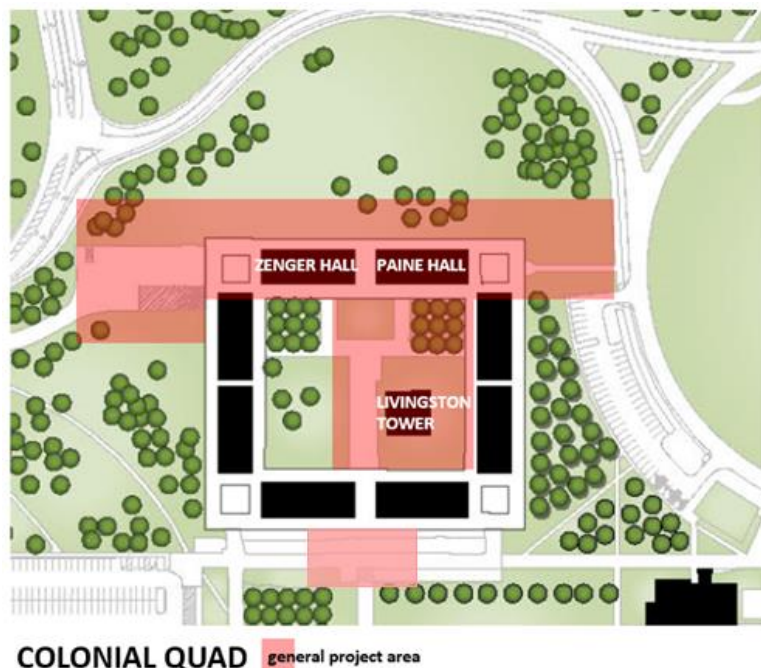 ZENGER HALL PAINE HALL
LIVINGSTON
TOWER
COLONIAL QUAD general project area